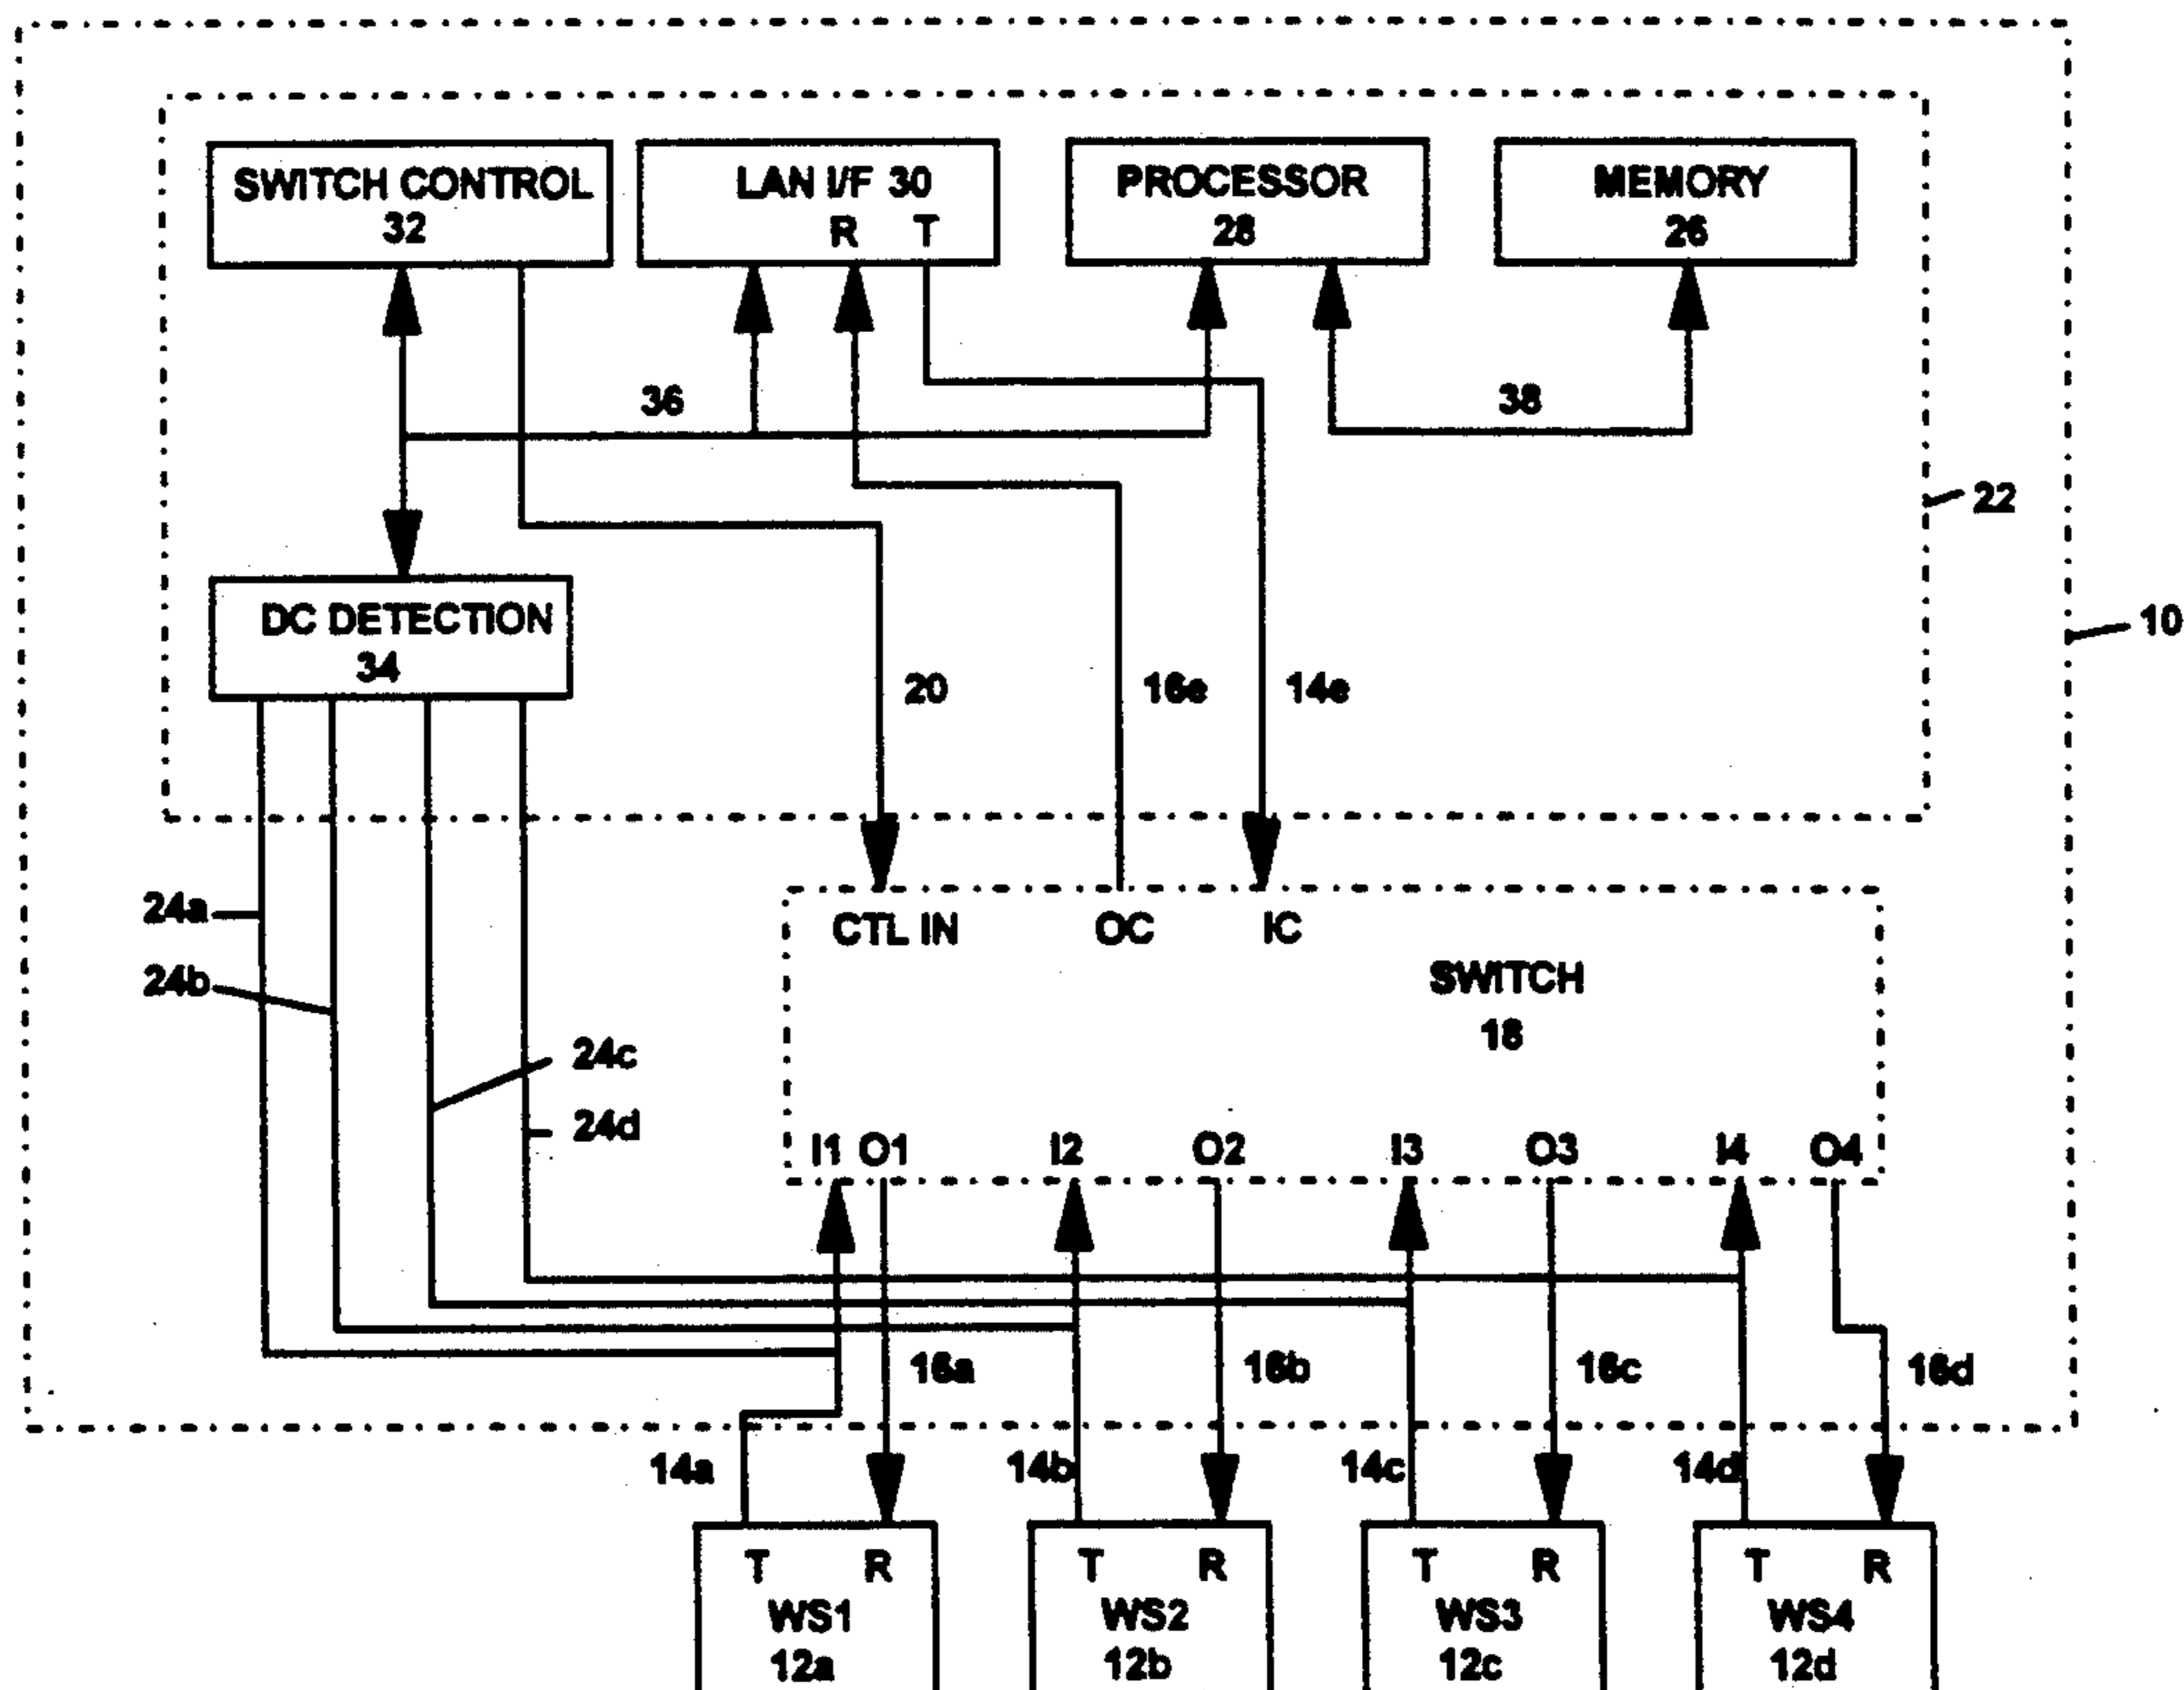 SWITCH CONTROL
32
LAN I/F 30
R T
PROCESSOR
28
MEMORY
26
36
38
22
10
DC DETECTION
34
20
16e
14e
24a
24b
24c
24d
CTL IN
OC
IC
SWITCH
18
I1 O1
I2
O2
I3
O3
I4
O4
16a
16b
16c
16d
14a
14b
14c
14d
T R
WS1
12a
T R
WS2
12b
T R
WS3
12c
T R
WS4
12d